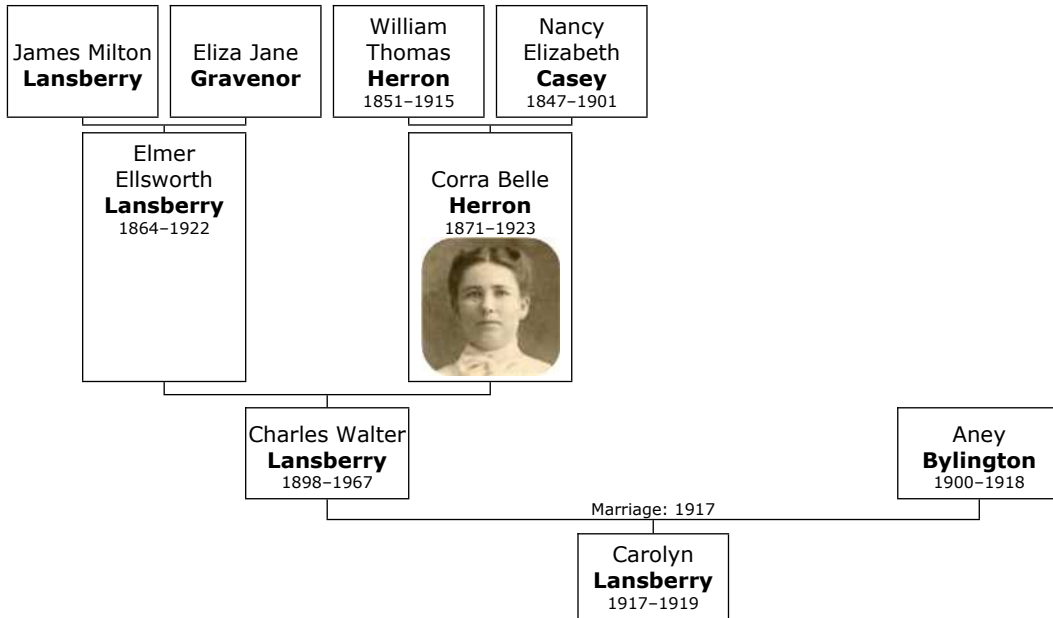 James Milton
Lansberry
Eliza Jane
Gravenor
William
Thomas
Herron
1851–1915
Nancy
Elizabeth
Casey
1847–1901
Elmer
Ellsworth
Lansberry
1864–1922
Corra Belle
Herron
1871–1923
Charles Walter
Lansberry
1898–1967
Aney
Bylington
1900–1918
Marriage: 1917
Carolyn
Lansberry
1917–1919